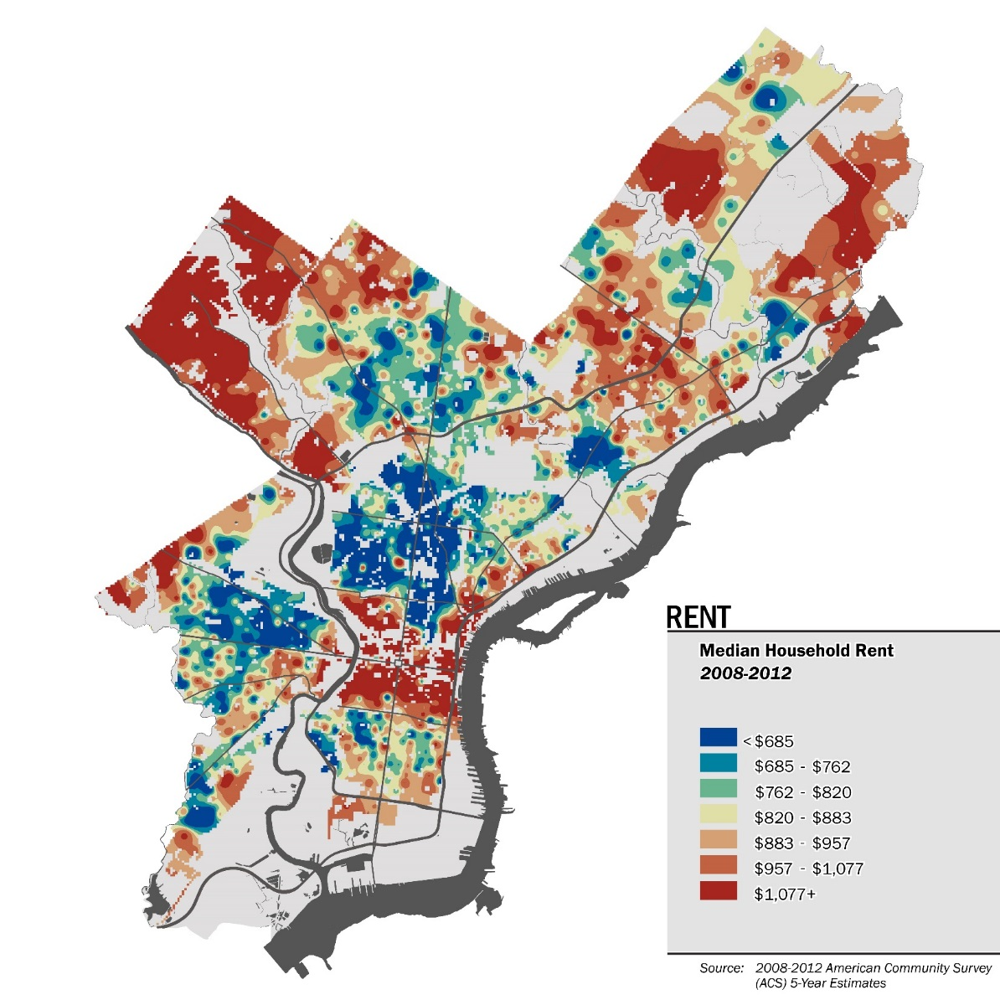 RENT
Median Household Rent
2008-2012
<$685
$685 - $762
$762 - $820
$820 - $883
$883 - $957
$957 - $1,077
$1,077+
Source: 2008-2012 American Community Survey
(ACS) 5-Year Estimates